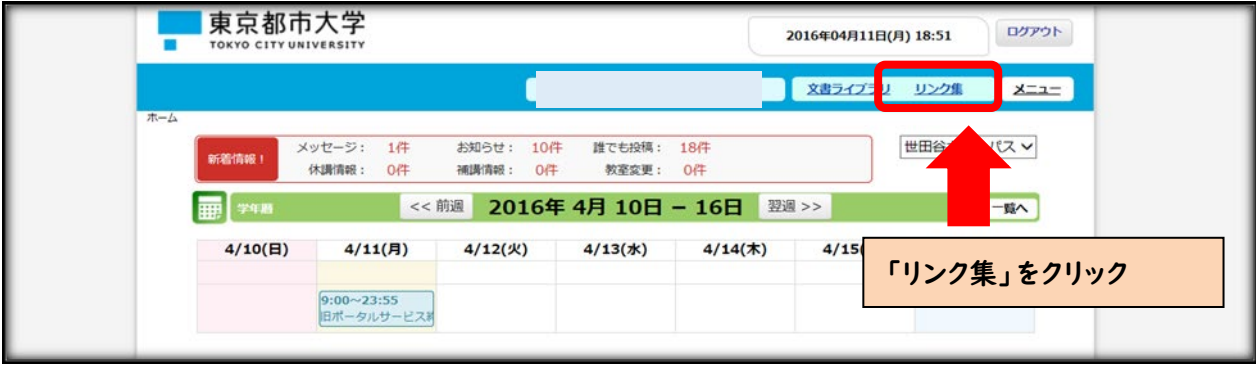 東京都市大学
TOKYO CITY UNIVERSITY
2016年04月11日(月) 18:51
ログアウト
文書ライブラリ リンク集 メニュー
ホーム
新着情報！
メッセージ： 1件 お知らせ： 10件 誰でも投稿： 18件
休講情報： 0件 補講情報： 0件 教室変更： 0件
世田谷 パス
学年暦 << 前週 2016年 4月 10日 − 16日 翌週 >> 一覧へ
4/10(日) 4/11(月) 4/12(火) 4/13(水) 4/14(木) 4/15
「リンク集」をクリック
9:00～23:55
旧ポータルサービス